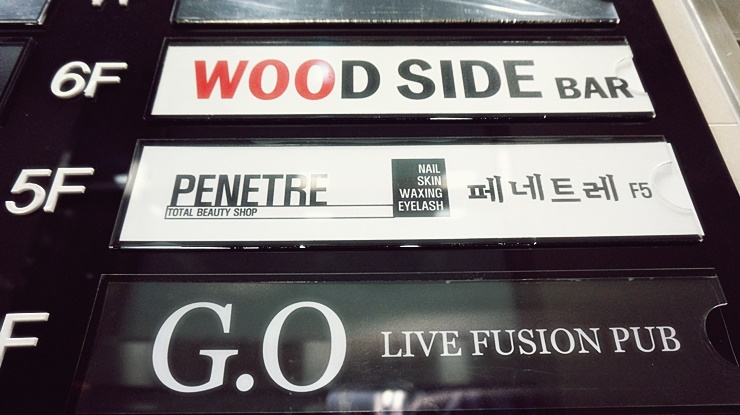 6F
WOOD SIDE BAR
5F
PENETRE
TOTAL BEAUTY SHOP
NAIL
SKIN
WAXING
EYELASH
페네트레 F5
F
G.O
LIVE FUSION PUB